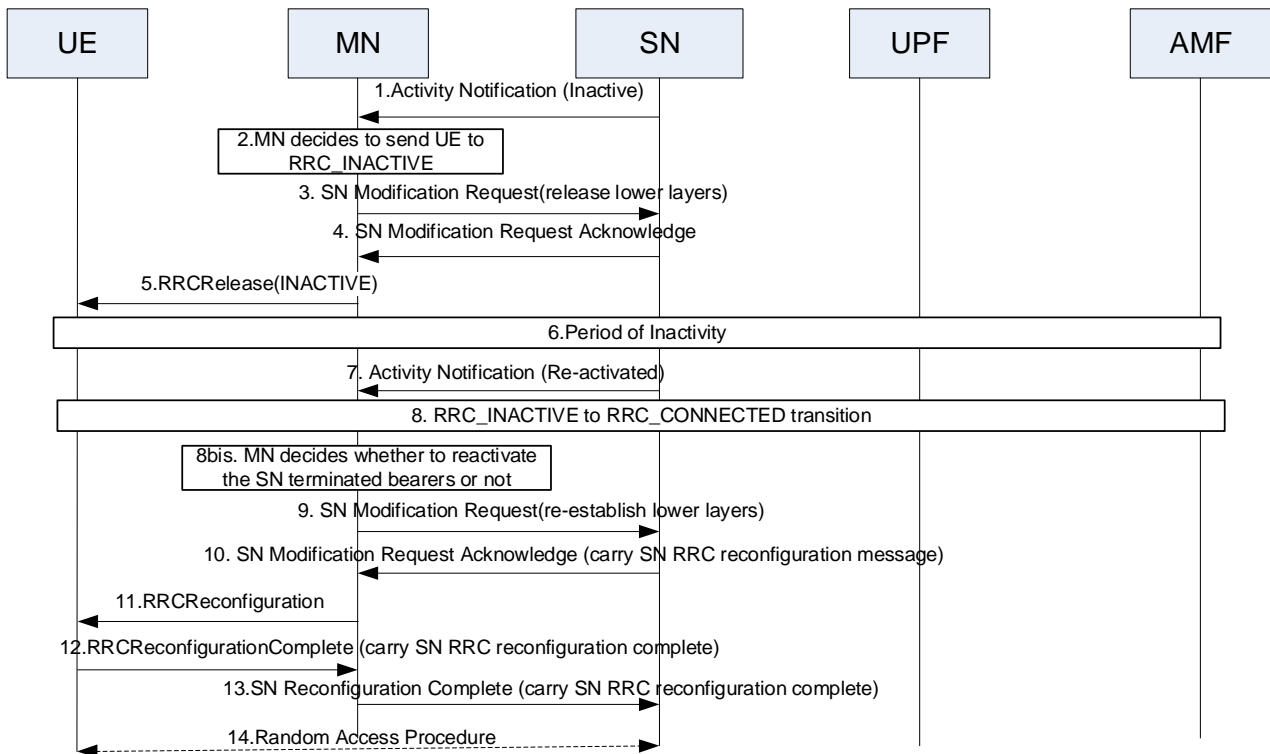 UE
MN
SN
UPF
AMF
1.Activity Notification (Inactive)
2.MN decides to send UE to
RRC_INACTIVE
3. SN Modification Request(release lower layers)
4. SN Modification Request Acknowledge
5.RRCRelease(INACTIVE)
6.Period of Inactivity
7. Activity Notification (Re-activated)
8. RRC_INACTIVE to RRC_CONNECTED transition
8bis. MN decides whether to reactivate
the SN terminated bearers or not
9. SN Modification Request(re-establish lower layers)
10. SN Modification Request Acknowledge (carry SN RRC reconfiguration message)
11.RRCReconfiguration
12.RRCReconfigurationComplete (carry SN RRC reconfiguration complete)
13.SN Reconfiguration Complete (carry SN RRC reconfiguration complete)
14.Random Access Procedure